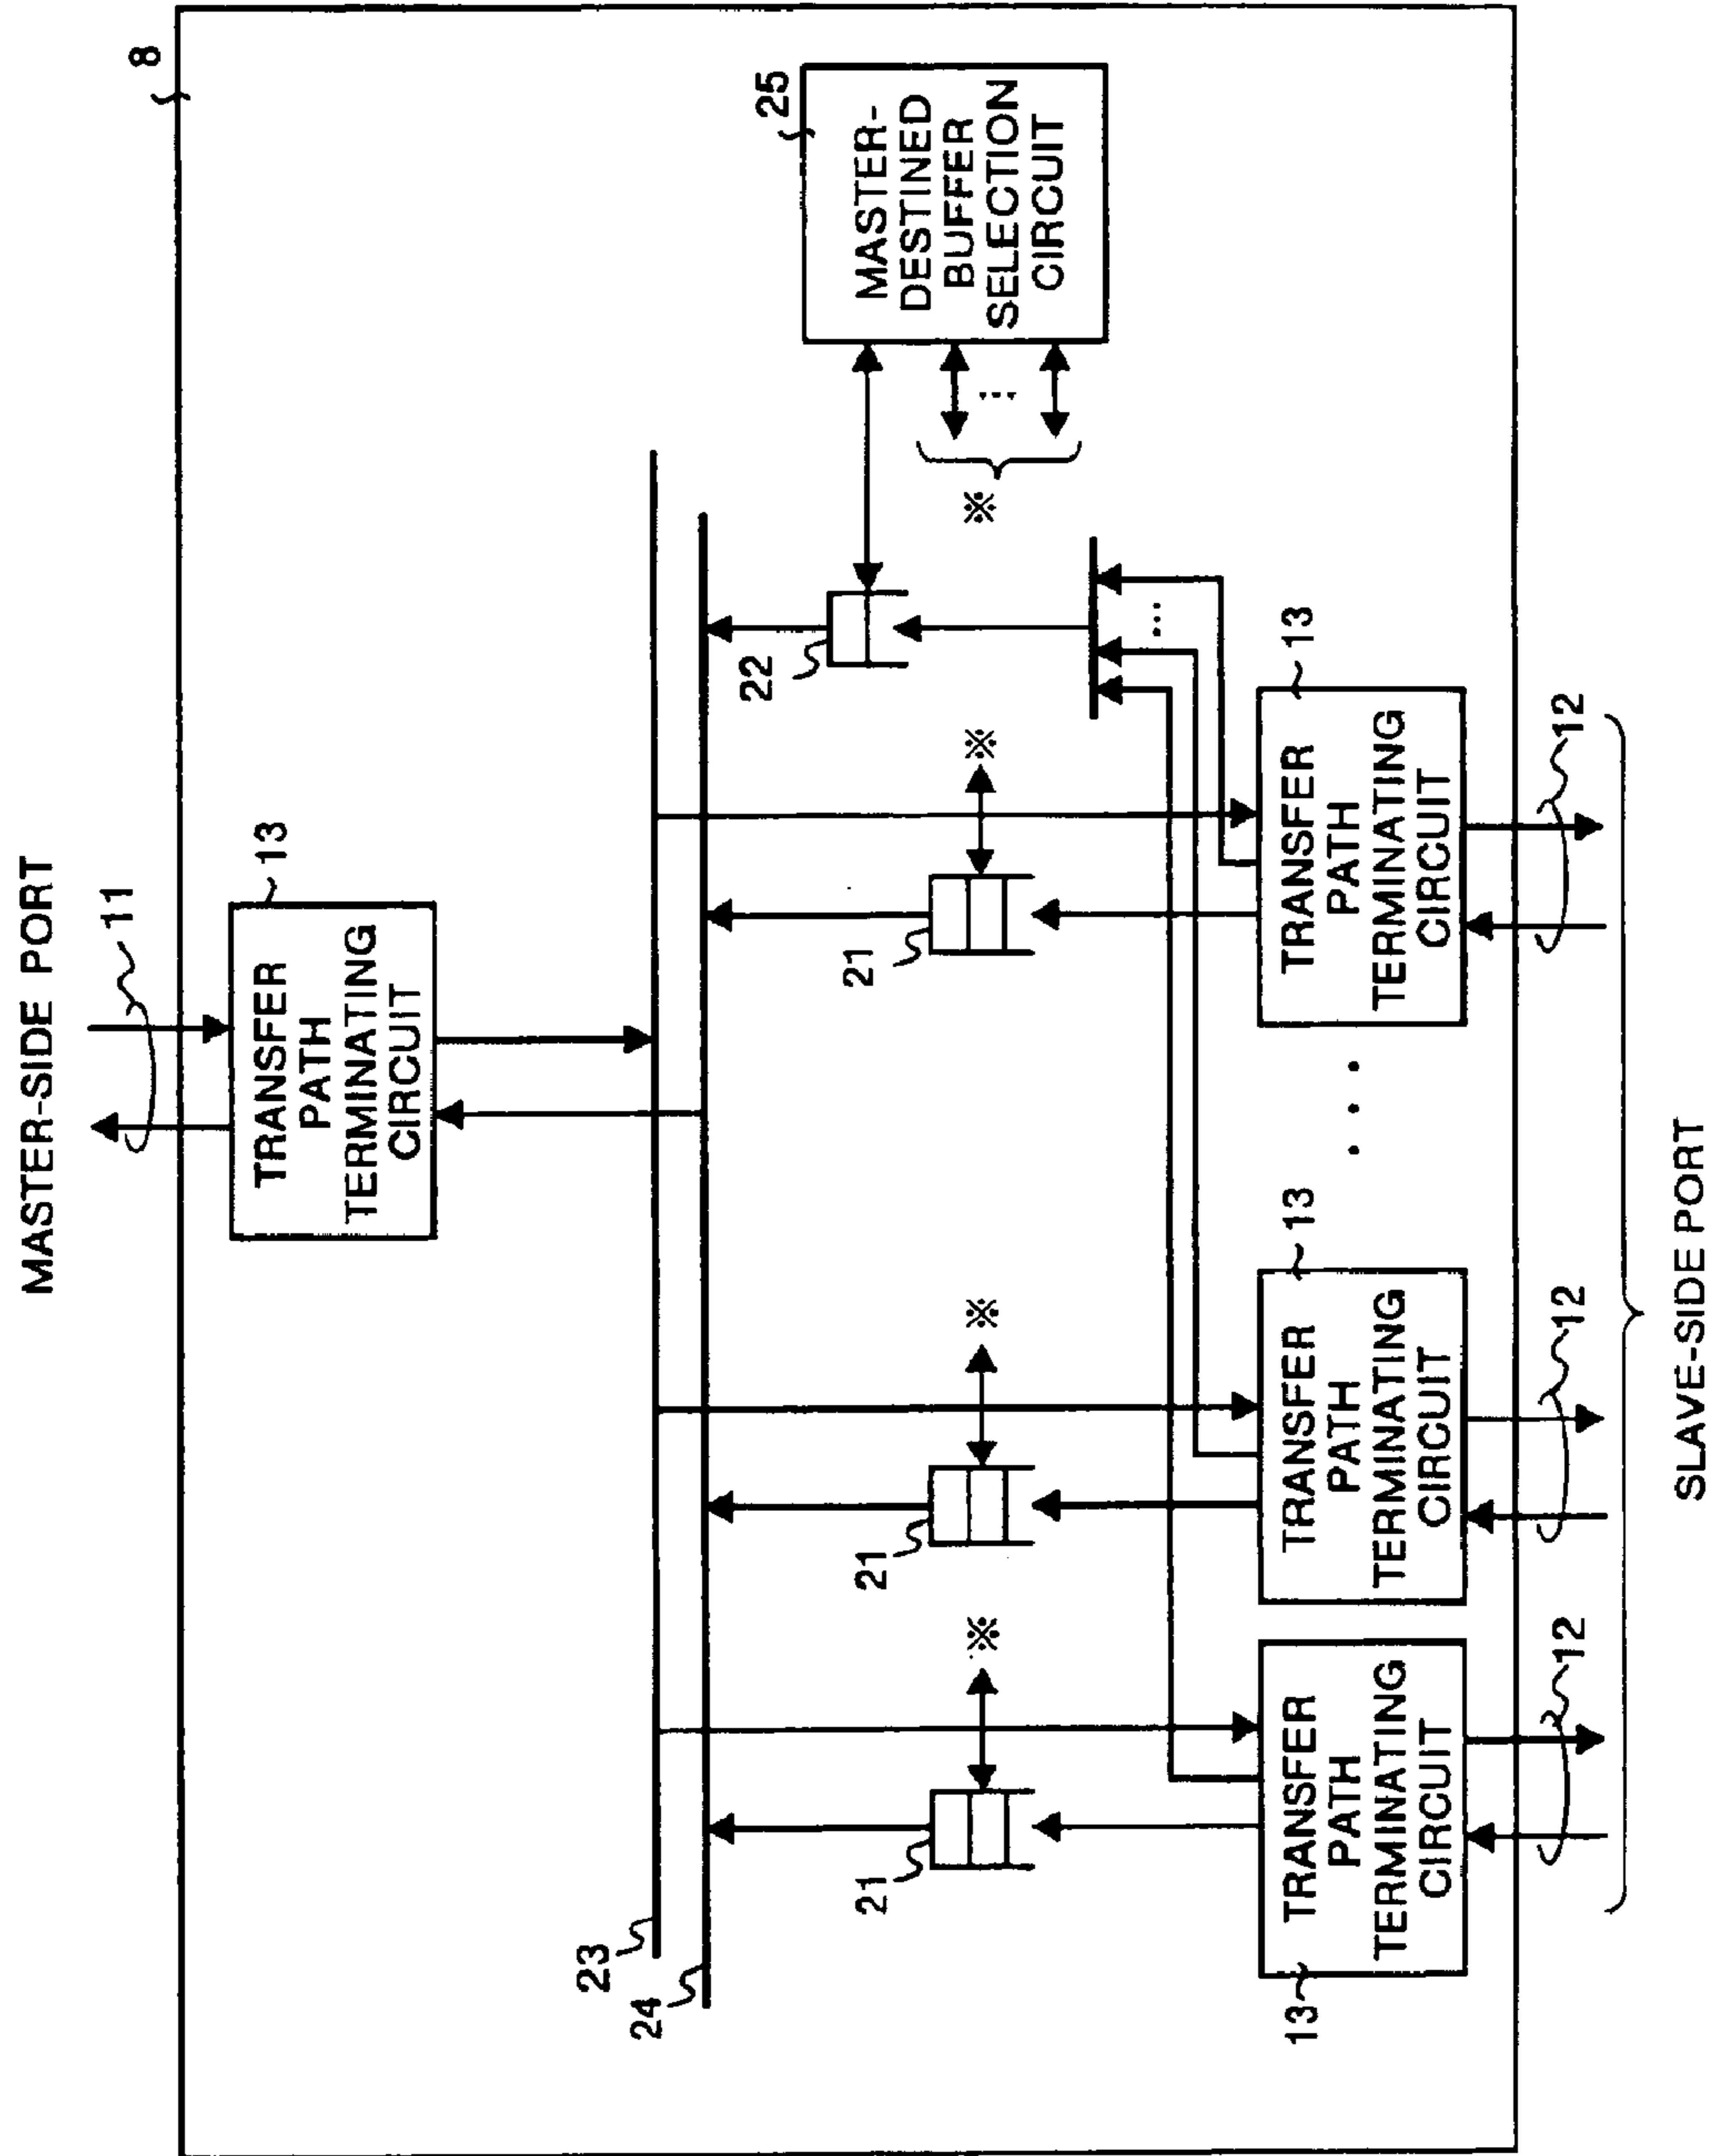 MASTER-SIDE PORT
11
8
TRANSFER
PATH
TERMINATING
CIRCUIT
13
23
24
25
MASTER-
DESTINED
BUFFER
SELECTION
CIRCUIT
※
22
21
※
21
※
21
※
...
...
13
TRANSFER
PATH
TERMINATING
CIRCUIT
13
TRANSFER
PATH
TERMINATING
CIRCUIT
...
13
TRANSFER
PATH
TERMINATING
CIRCUIT
12
12
12
SLAVE-SIDE PORT